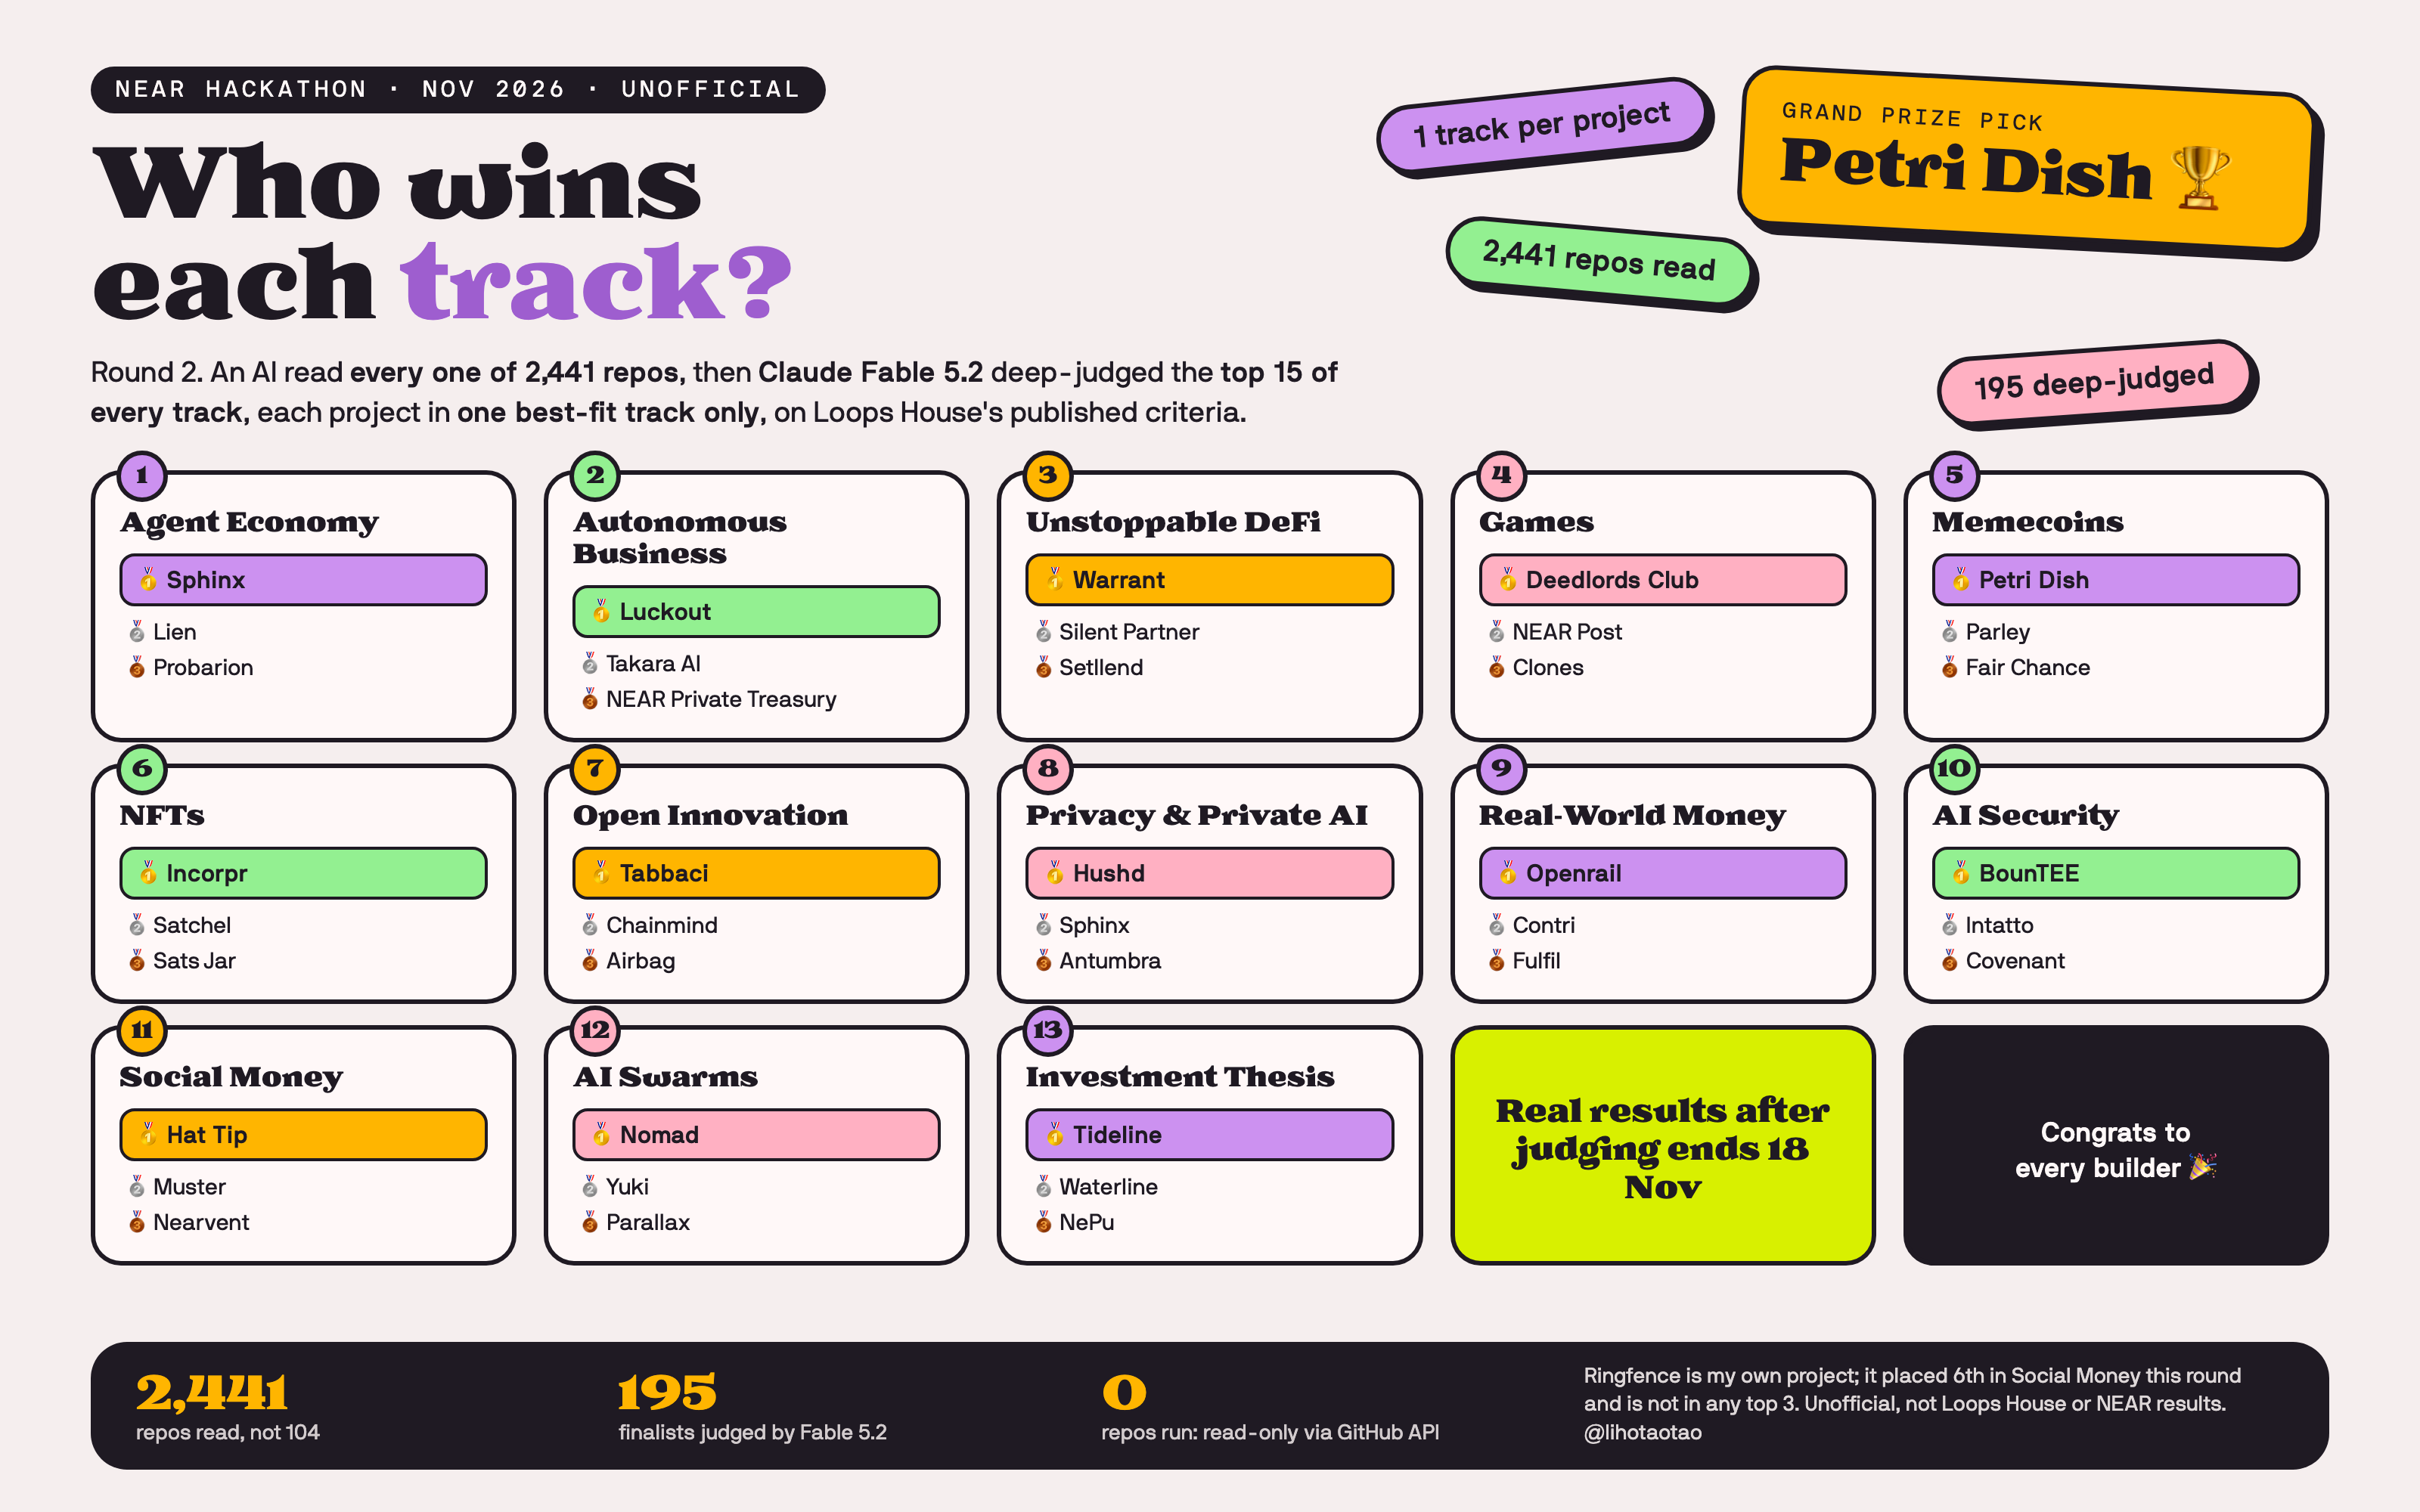 NEAR HACKATHON · NOV 2026 · UNOFFICIAL
Who wins
each track?
1 track per project
GRAND PRIZE PICK
Petri Dish 🏆
2,441 repos read
195 deep-judged
Round 2. An AI read every one of 2,441 repos, then Claude Fable 5.2 deep-judged the top 15 of
every track, each project in one best-fit track only, on Loops House's published criteria.
1
Agent Economy
🥇 Sphinx
🥈 Lien
🥉 Probarion
2
Autonomous
Business
🥇 Luckout
🥈 Takara AI
🥉 NEAR Private Treasury
3
Unstoppable DeFi
🥇 Warrant
🥈 Silent Partner
🥉 Setllend
4
Games
🥇 Deedlords Club
🥈 NEAR Post
🥉 Clones
5
Memecoins
🥇 Petri Dish
🥈 Parley
🥉 Fair Chance
6
NFTs
🥇 Incorpr
🥈 Satchel
🥉 Sats Jar
7
Open Innovation
🥇 Tabbaci
🥈 Chainmind
🥉 Airbag
8
Privacy & Private AI
🥇 Hushd
🥈 Sphinx
🥉 Antumbra
9
Real-World Money
🥇 Openrail
🥈 Contri
🥉 Fulfil
10
AI Security
🥇 BounTEE
🥈 Intatto
🥉 Covenant
11
Social Money
🥇 Hat Tip
🥈 Muster
🥉 Nearvent
12
AI Swarms
🥇 Nomad
🥈 Yuki
🥉 Parallax
13
Investment Thesis
🥇 Tideline
🥈 Waterline
🥉 NePu
Real results after
judging ends 18
Nov
Congrats to
every builder 🎉
2,441
repos read, not 104
195
finalists judged by Fable 5.2
0
repos run: read-only via GitHub API
Ringfence is my own project; it placed 6th in Social Money this round
and is not in any top 3. Unofficial, not Loops House or NEAR results.
@lihotaotao